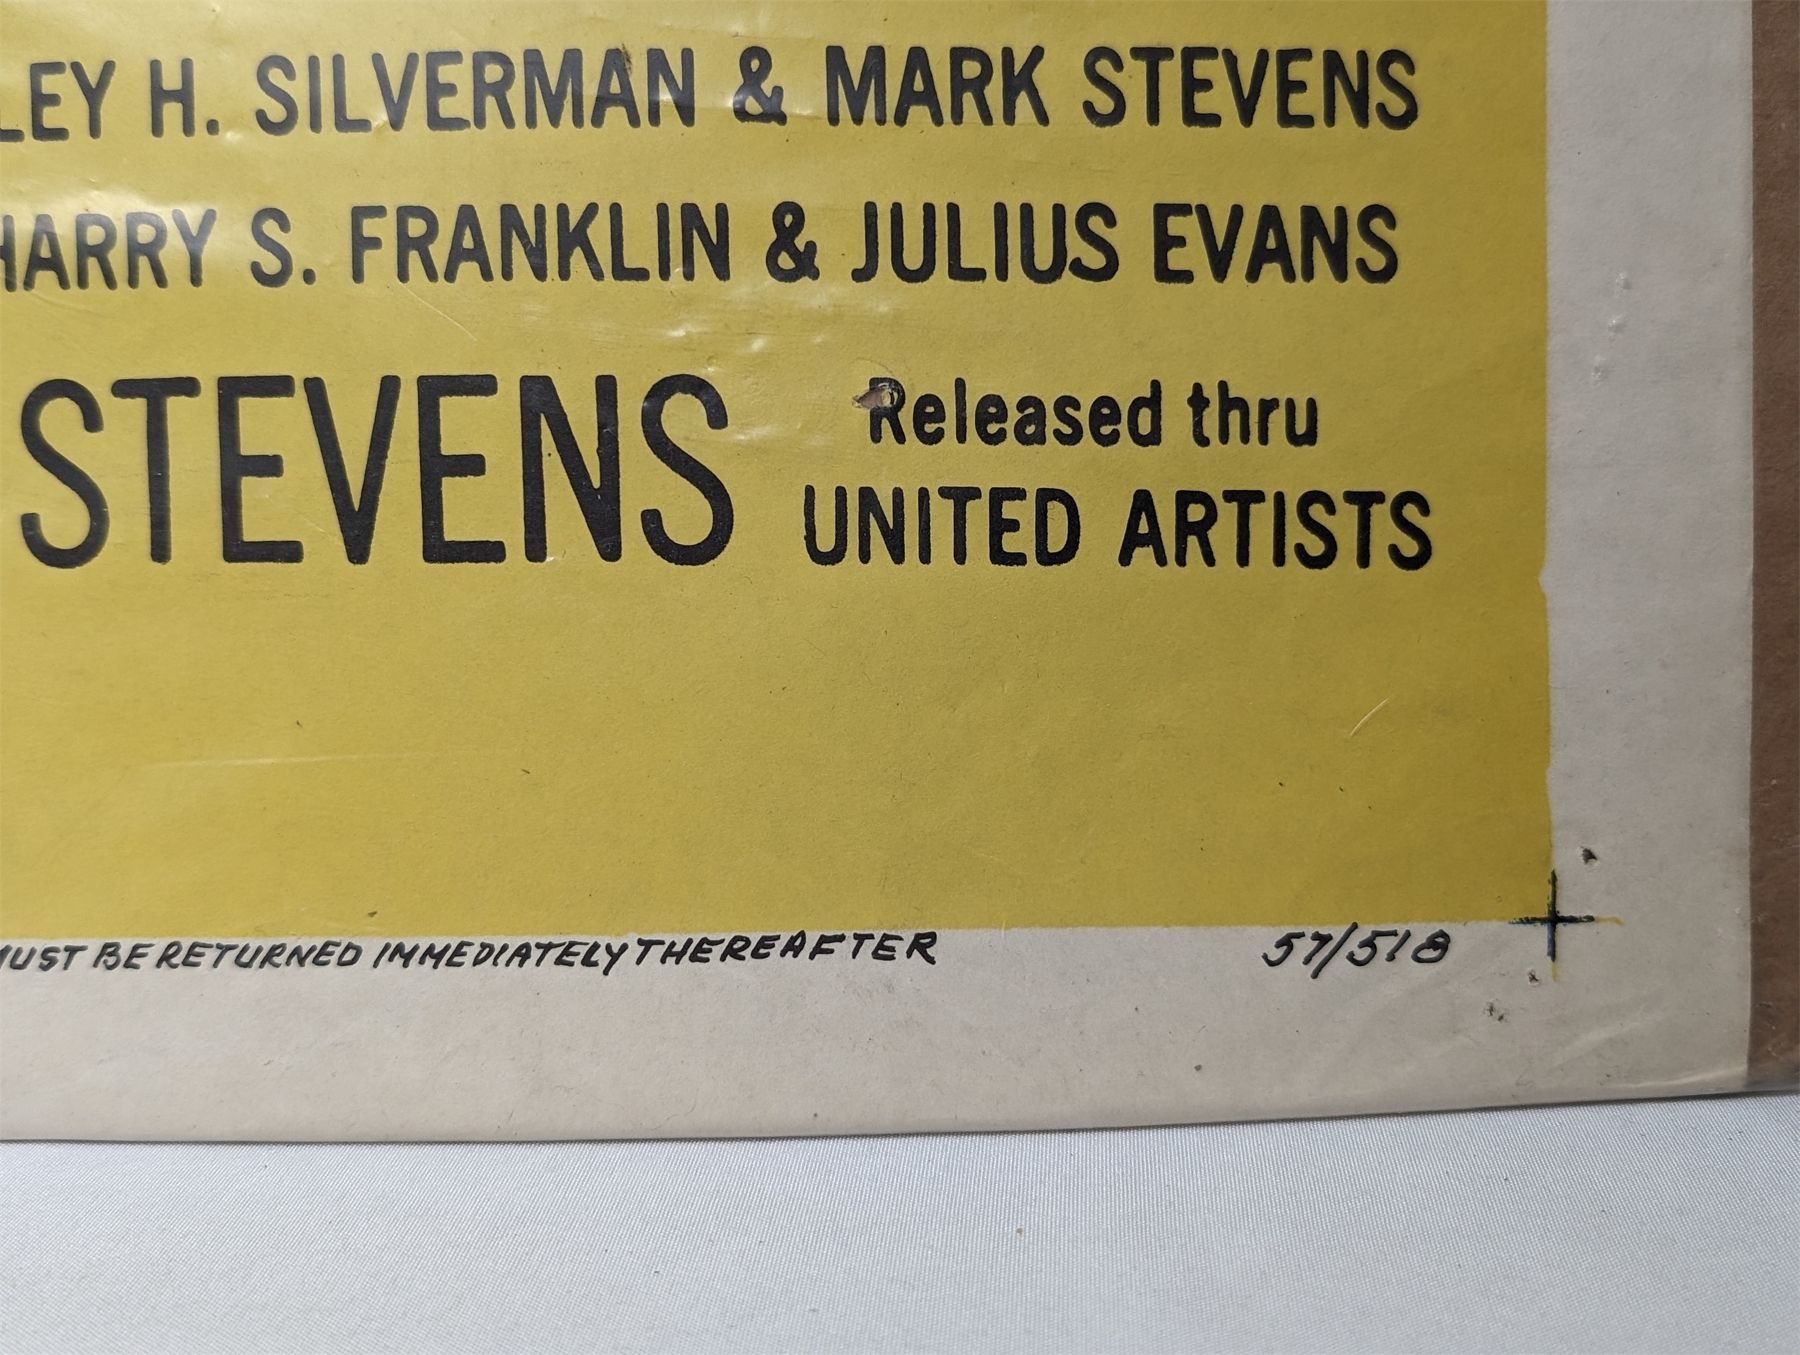 LEY H. SILVERMAN & MARK STEVENS
HARRY S. FRANKLIN & JULIUS EVANS
STEVENS
Released thru
UNITED ARTISTS
MUST BE RETURNED IMMEDIATELY THEREAFTER
57/518